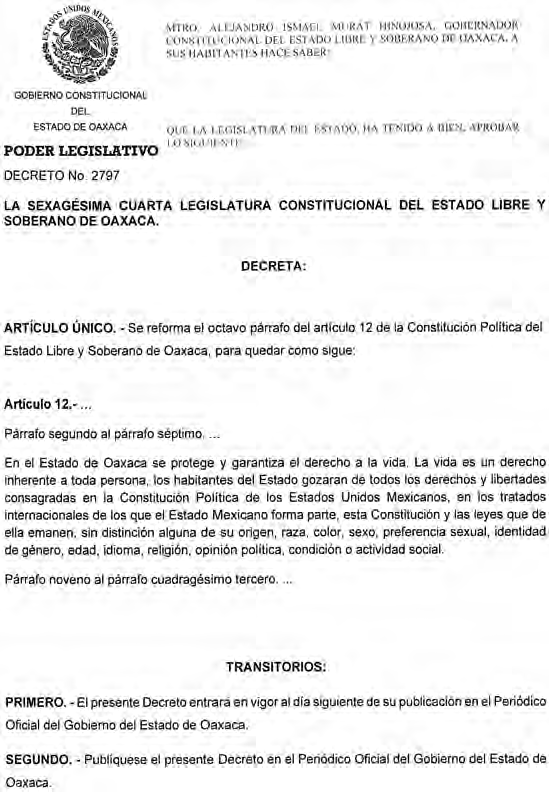 ESTADOS UNIDOS MEXICANOS
MTRO. ALEJANDRO ISMAEL MURAT HINOJOSA, GOBERNADOR
CONSTITUCIONAL DEL ESTADO LIBRE Y SOBERANO DE OAXACA, A
SUS HABITANTES HACE SABER:
GOBIERNO CONSTITUCIONAL
DEL
ESTADO DE OAXACA
PODER LEGISLATIVO
QUE LA LEGISLATURA DEL ESTADO, HA TENIDO A BIEN, APROBAR
LO SIGUIENTE:
DECRETO No. 2797
LA SEXAGÉSIMA CUARTA LEGISLATURA CONSTITUCIONAL DEL ESTADO LIBRE Y
SOBERANO DE OAXACA.
DECRETA:
ARTÍCULO ÚNICO. - Se reforma el octavo párrafo del artículo 12 de la Constitución Política del
Estado Libre y Soberano de Oaxaca, para quedar como sigue:
Artículo 12.- ...
Párrafo segundo al párrafo séptimo. ...
En el Estado de Oaxaca se protege y garantiza el derecho a la vida. La vida es un derecho
inherente a toda persona, los habitantes del Estado gozaran de todos los derechos y libertades
consagradas en la Constitución Política de los Estados Unidos Mexicanos, en los tratados
internacionales de los que el Estado Mexicano forma parte, esta Constitución y las leyes que de
ella emanen, sin distinción alguna de su origen, raza, color, sexo, preferencia sexual, identidad
de género, edad, idioma, religión, opinión política, condición o actividad social.
Párrafo noveno al párrafo cuadragésimo tercero. ...
TRANSITORIOS:
PRIMERO. - El presente Decreto entrará en vigor al día siguiente de su publicación en el Periódico
Oficial del Gobierno del Estado de Oaxaca.
SEGUNDO. - Publíquese el presente Decreto en el Periódico Oficial del Gobierno del Estado de
Oaxaca.